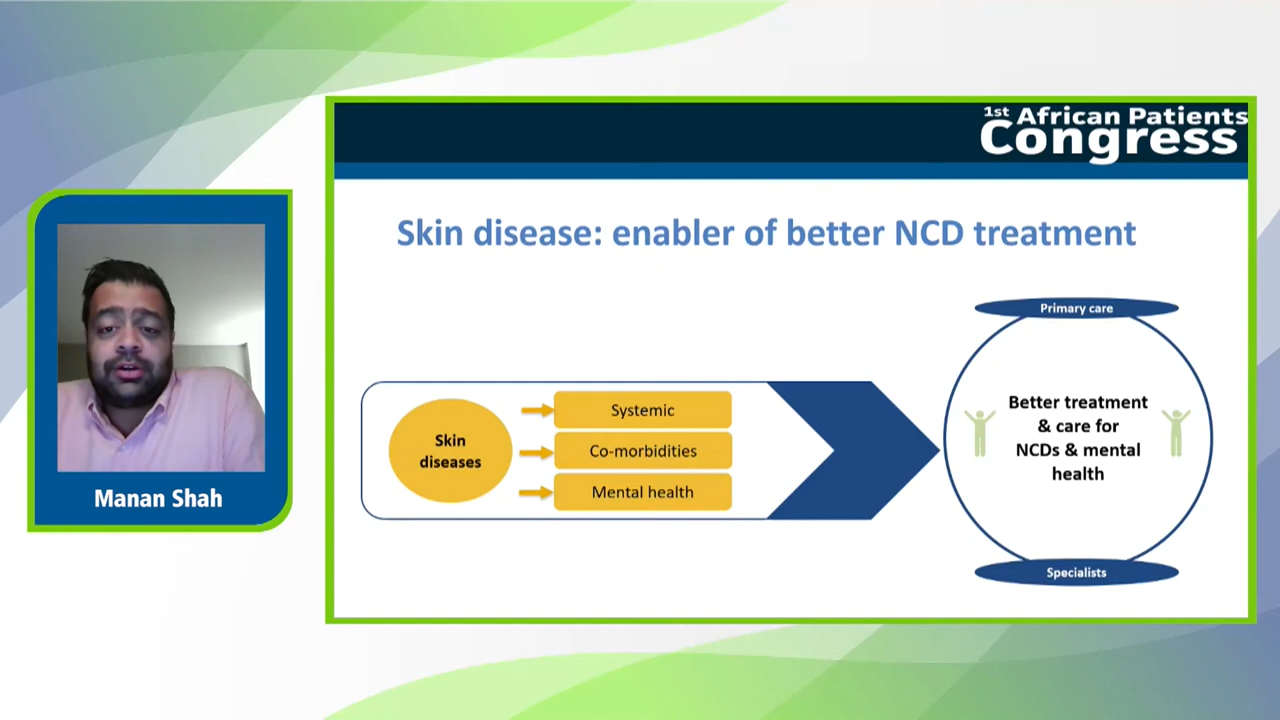 1st African Patients
Congress
Skin disease: enabler of better NCD treatment
Primary care
Skin
diseases
Systemic
Co-morbidities
Mental health
Better treatment
& care for
NCDs & mental
health
Specialists
Manan Shah